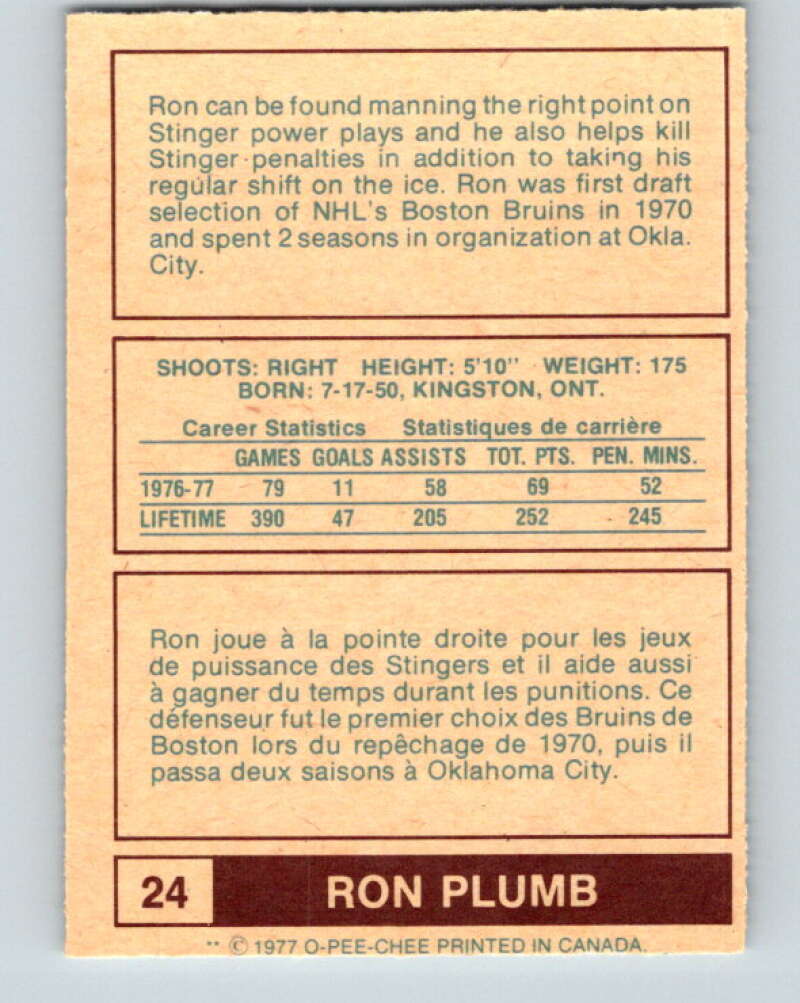 Ron can be found manning the right point on
Stinger power plays and he also helps kill
Stinger penalties in addition to taking his
regular shift on the ice. Ron was first draft
selection of NHL's Boston Bruins in 1970
and spent 2 seasons in organization at Okla.
City.
SHOOTS: RIGHT HEIGHT: 5'10" WEIGHT: 175
BORN: 7-17-50, KINGSTON, ONT.
Career Statistics Statistiques de carrière
GAMES GOALS ASSISTS TOT. PTS. PEN. MINS.
1976-77 79 11 58 69 52
LIFETIME 390 47 205 252 245
Ron joue à la pointe droite pour les jeux
de puissance des Stingers et il aide aussi
à gagner du temps durant les punitions. Ce
défenseur fut le premier choix des Bruins de
Boston lors du repêchage de 1970, puis il
passa deux saisons à Oklahoma City.
24 RON PLUMB
** © 1977 O-PEE-CHEE PRINTED IN CANADA.